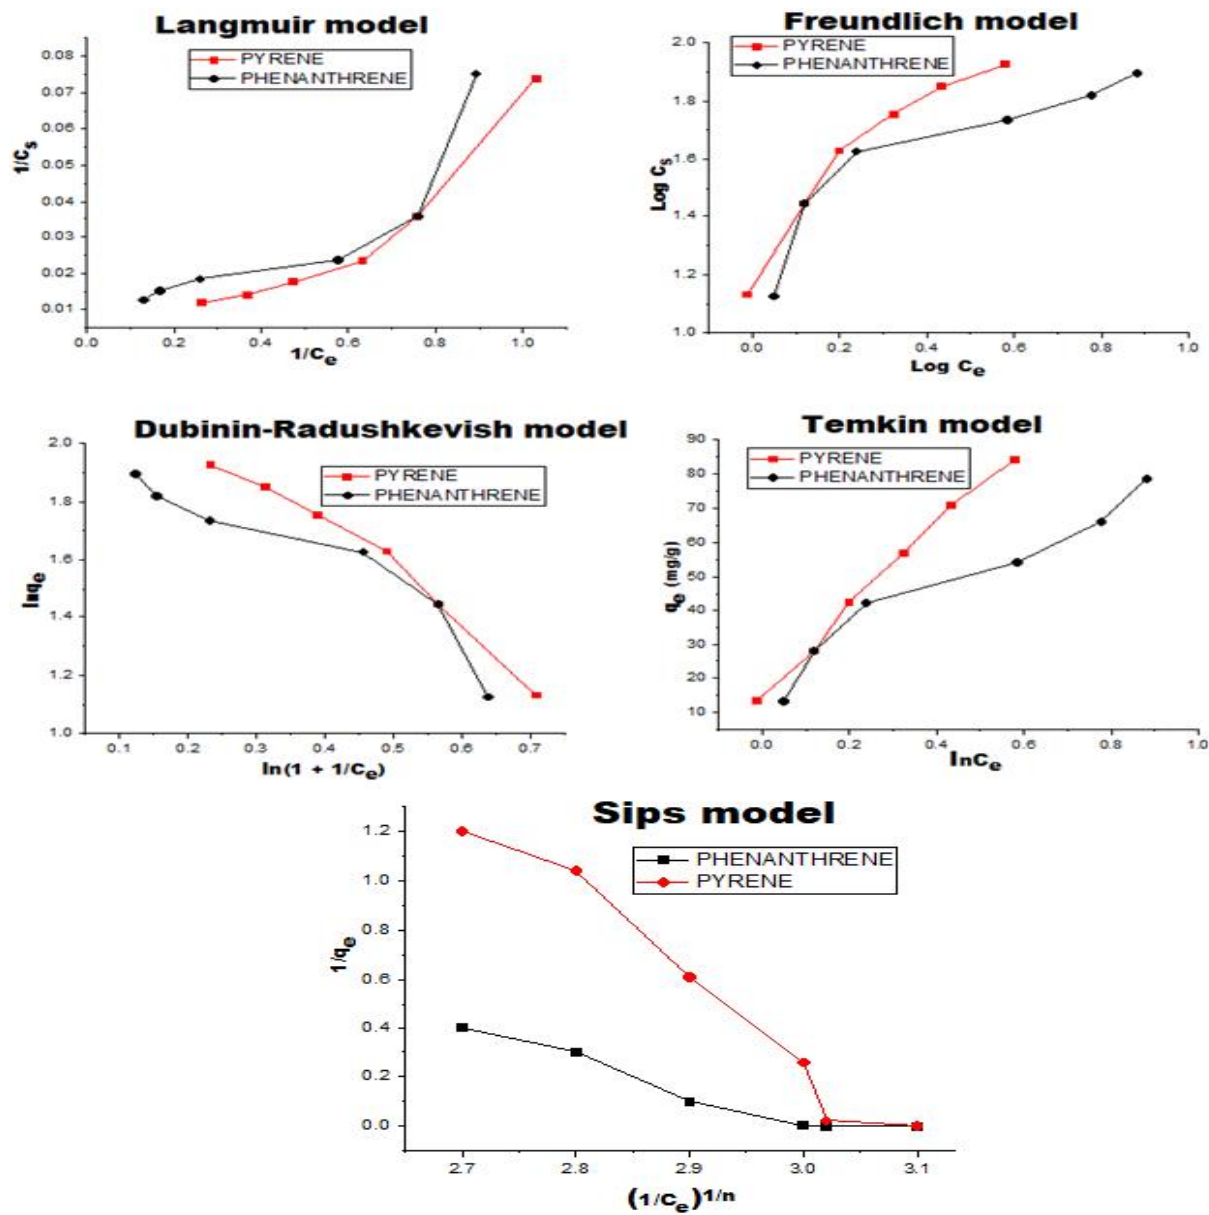 Langmuir model
PYRENE
PHENANTHRENE
0.08
0.07
0.06
0.05
0.04
0.03
0.02
0.01
1/Cs
0.0 0.2 0.4 0.6 0.8 1.0
1/Ce
Freundlich model
PYRENE
PHENANTHRENE
2.0
1.8
1.6
1.4
1.2
1.0
Log Cs
0.0 0.2 0.4 0.6 0.8 1.0
Log Ce
Dubinin-Radushkevish model
PYRENE
PHENANTHRENE
2.0
1.8
1.6
1.4
1.2
1.0
lnqe
0.1 0.2 0.3 0.4 0.5 0.6 0.7
ln(1 + 1/Ce)
Temkin model
PYRENE
PHENANTHRENE
90
80
70
60
50
40
30
20
10
qe (mg/g)
0.0 0.2 0.4 0.6 0.8 1.0
lnCe
Sips model
PHENANTHRENE
PYRENE
1.2
1.0
0.8
0.6
0.4
0.2
0.0
1/qe
2.7 2.8 2.9 3.0 3.1
(1/Ce)1/n